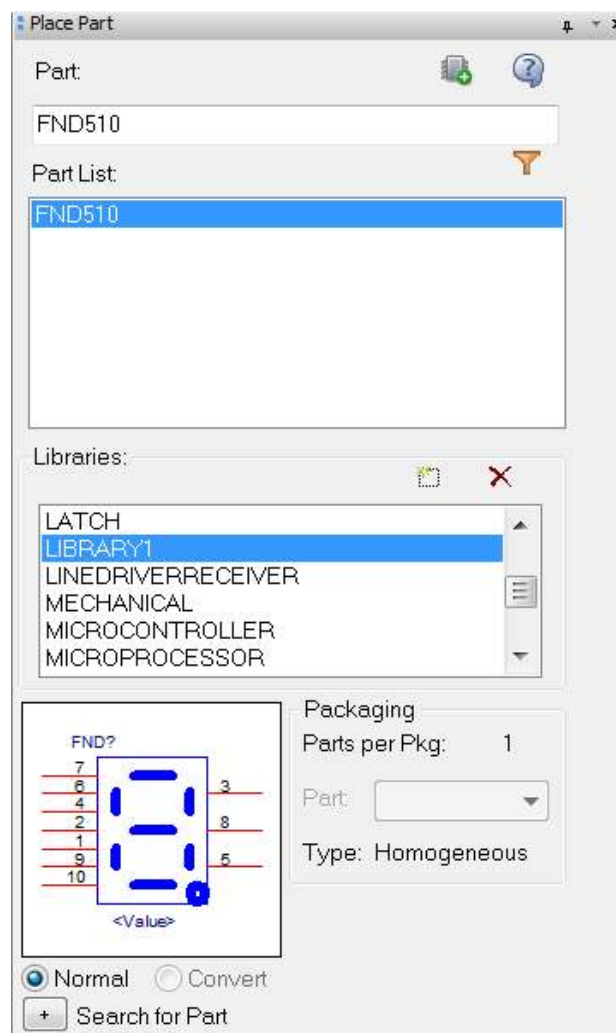 Place Part
Part:
FND510
Part List:
FND510
Libraries:
LATCH
LIBRARY1
LINEDRIVERRECEIVER
MECHANICAL
MICROCONTROLLER
MICROPROCESSOR
FND?
7
6
4
2
1
9
10
3
8
5
<Value>
Packaging
Parts per Pkg: 1
Part:
Type: Homogeneous
Normal Convert
+ Search for Part